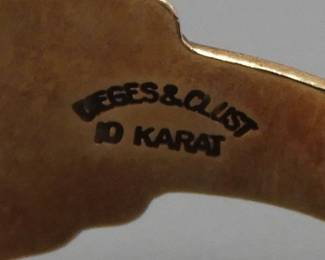 DIEGES & CLUST
10 KARAT